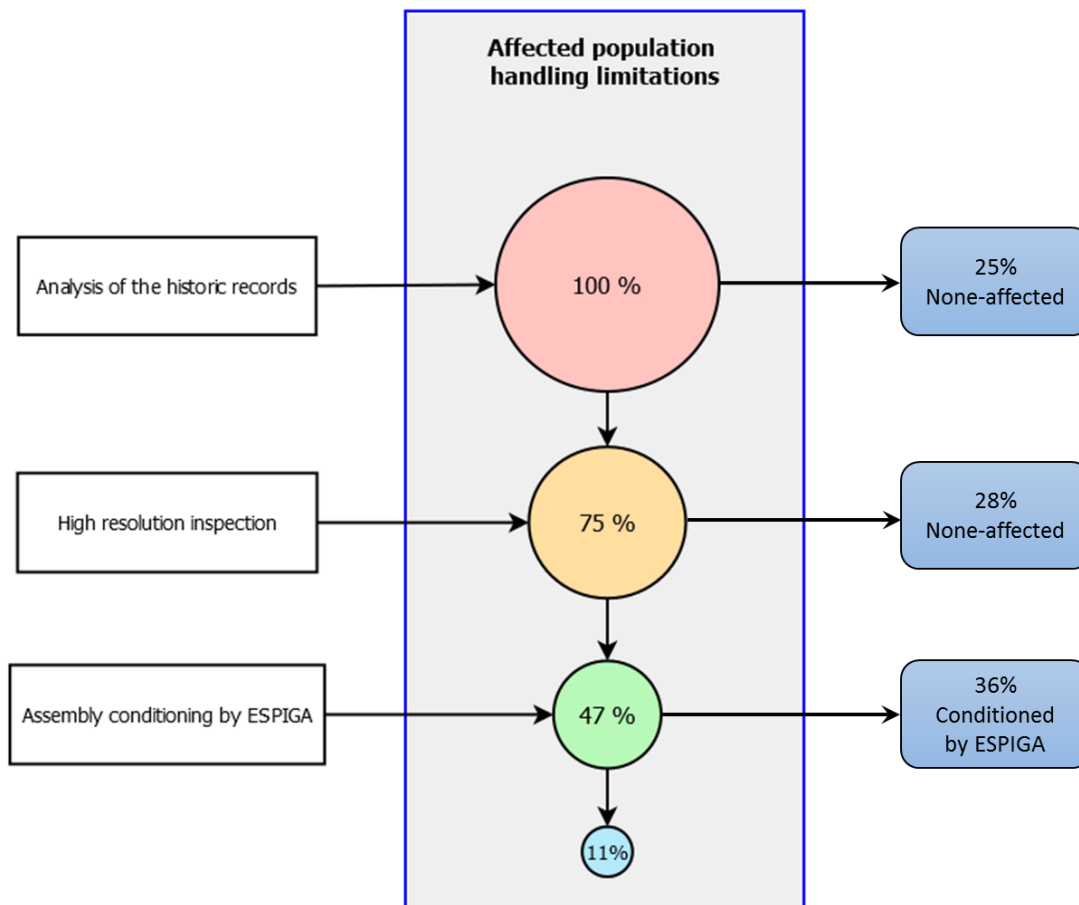 Affected population
handling limitations
Analysis of the historic records
100 %
25%
None-affected
High resolution inspection
75 %
28%
None-affected
Assembly conditioning by ESPIGA
47 %
36%
Conditioned
by ESPIGA
11%